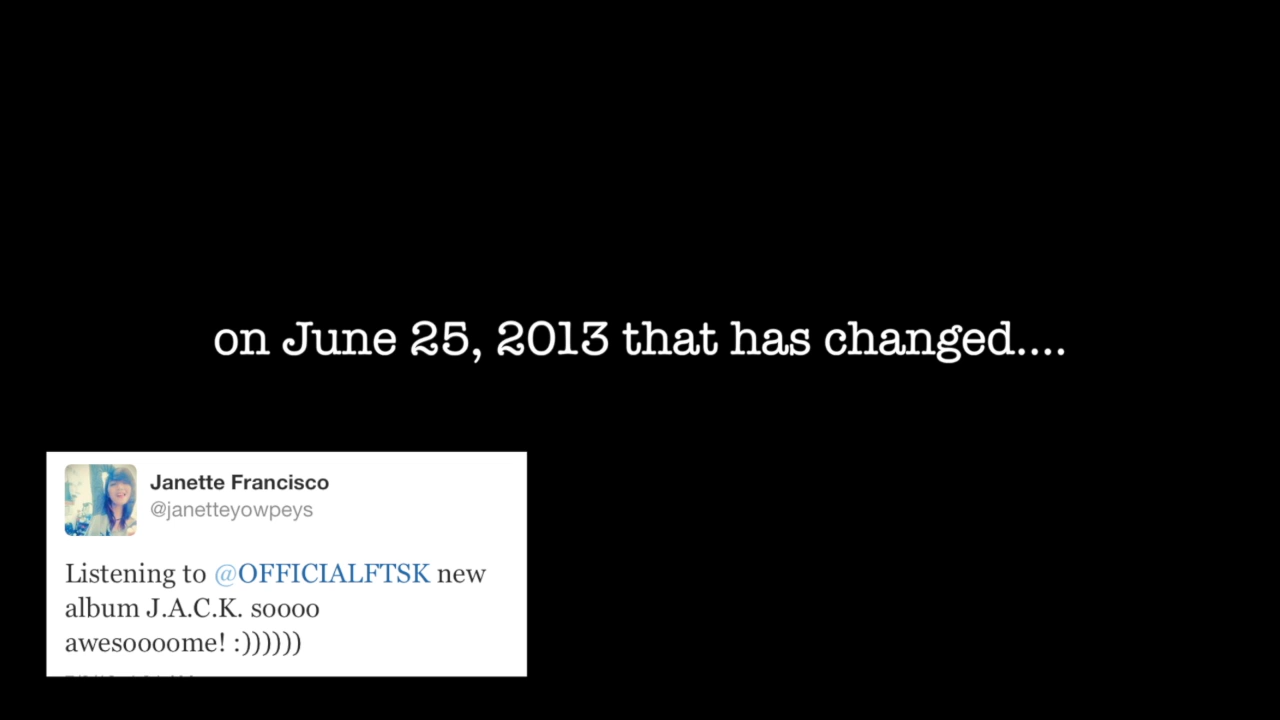 on June 25, 2013 that has changed....
Janette Francisco
@janetteyowpeys
Listening to @OFFICIALFTSK new
album J.A.C.K. soooo
awesoooome! :))))))